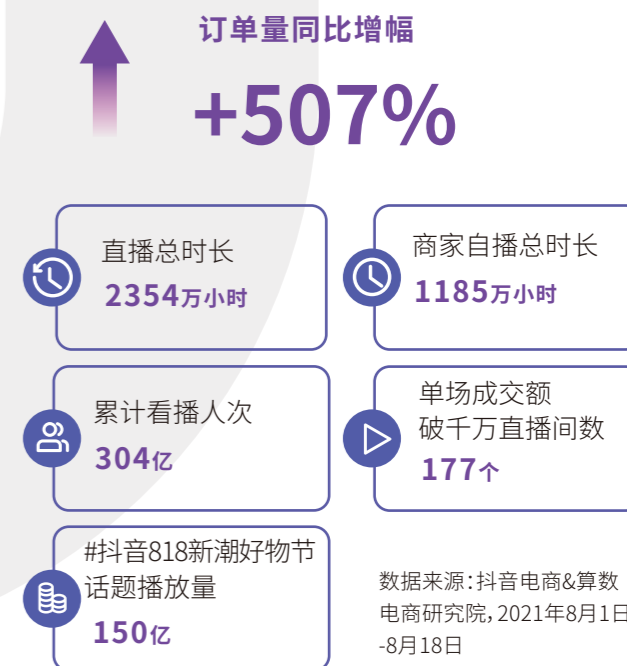 订单量同比增幅
+507%
直播总时长
2354万小时
商家自播总时长
1185万小时
累计看播人次
304亿
单场成交额
破千万直播间数
177个
#抖音818新潮好物节
话题播放量
150亿
数据来源：抖音电商&算数
电商研究院，2021年8月1日
-8月18日